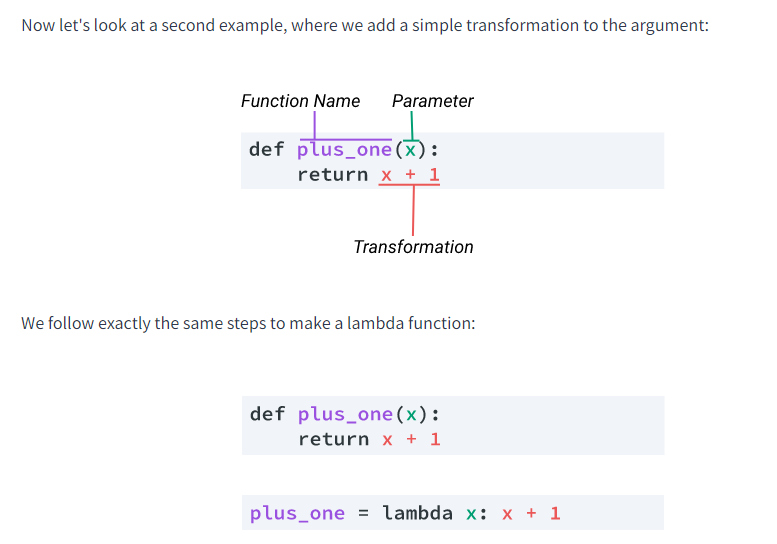 Now let's look at a second example, where we add a simple transformation to the argument:
Function Name Parameter
def plus_one(x):
    return x + 1
Transformation
We follow exactly the same steps to make a lambda function:
def plus_one(x):
    return x + 1
plus_one = lambda x: x + 1